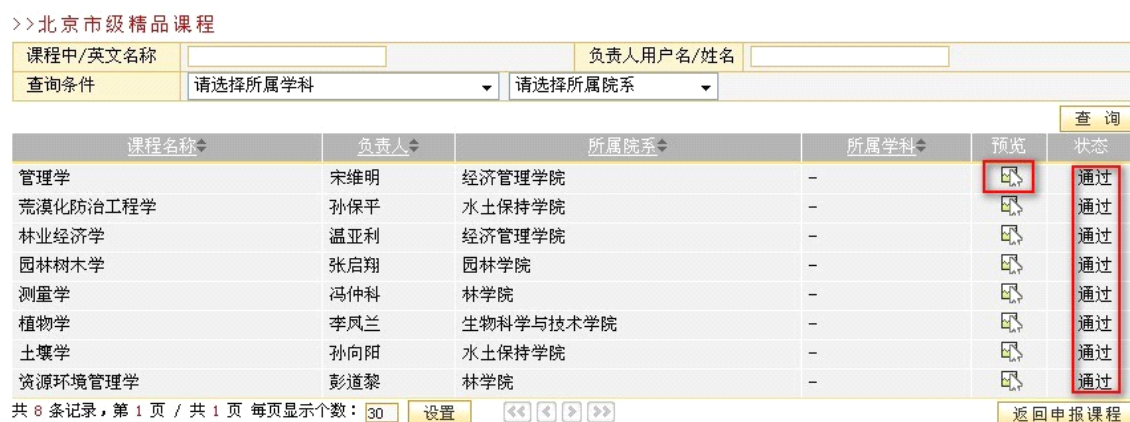 >>北京市级精品课程
课程中/英文名称 负责人用户名/姓名
查询条件 请选择所属学科 请选择所属院系
查 询
课程名称 负责人 所属院系 所属学科 预览 状态
管理学 宋维明 经济管理学院 - 通过
荒漠化防治工程学 孙保平 水土保持学院 - 通过
林业经济学 温亚利 经济管理学院 - 通过
园林树木学 张启翔 园林学院 - 通过
测量学 冯仲科 林学院 - 通过
植物学 李凤兰 生物科学与技术学院 - 通过
土壤学 孙向阳 水土保持学院 - 通过
资源环境管理学 彭道黎 林学院 - 通过
共 8 条记录，第 1 页 / 共 1 页 每页显示个数： 30 设置 返回申报课程